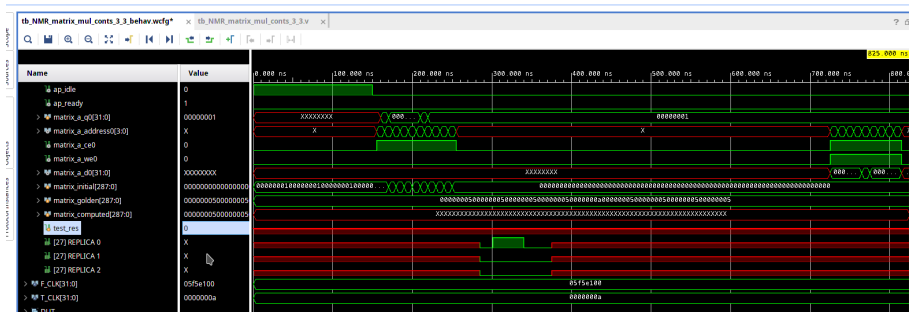 tb_NMR_matrix_mul_conts_3_3_behav.wcfg* × tb_NMR_matrix_mul_conts_3_3.v × ?
825.000 ns
Name Value 0.000 ns 100.000 ns 200.000 ns 300.000 ns 400.000 ns 500.000 ns 600.000 ns 700.000 ns 800.0
ap_idle 0
ap_ready 1
matrix_a_q0[31:0] 00000001 XXXXXXXX 000... 00000001
matrix_a_address0[3:0] X X X
matrix_a_ce0 0
matrix_a_we0 0
matrix_a_d0[31:0] XXXXXXXX XXXXXXXX 000... 000...
matrix_initial[287:0]
matrix_golden[287:0]
matrix_computed[287:0]
test_res 0
[27] REPLICA 0 X
[27] REPLICA 1 X
[27] REPLICA 2 X
F_CLK[31:0] 05f5e100 05f5e100
T_CLK[31:0] 0000000a 0000000a